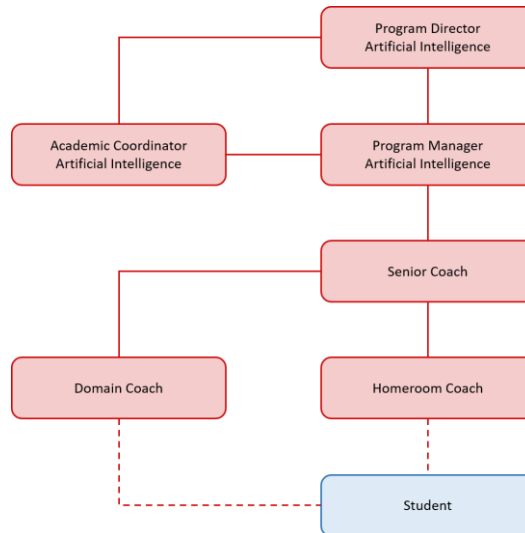 Program Director
Artificial Intelligence
Academic Coordinator
Artificial Intelligence
Program Manager
Artificial Intelligence
Senior Coach
Domain Coach
Homeroom Coach
Student